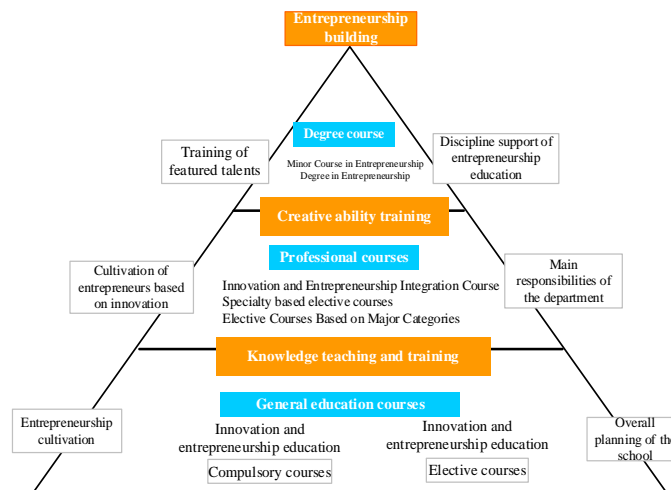 Entrepreneurship
building
Degree course
Training of
featured talents
Minor Course in Entrepreneurship
Degree in Entrepreneurship
Discipline support of
entrepreneurship
education
Creative ability training
Professional courses
Cultivation of
entrepreneurs based
on innovation
Innovation and Entrepreneurship Integration Course
Specialty based elective courses
Elective Courses Based on Major Categories
Main
responsibilities
of the department
Knowledge teaching and training
General education courses
Entrepreneurship
cultivation
Innovation and
entrepreneurship education
Compulsory courses
Innovation and
entrepreneurship education
Elective courses
Overall
planning of the
school